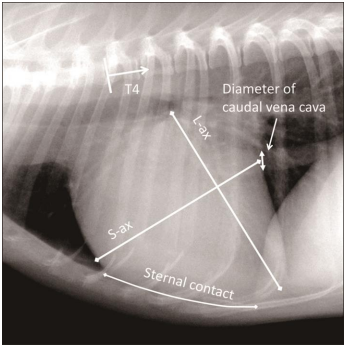 T4
Diameter of
caudal vena cava
L-ax
S-ax
Sternal contact